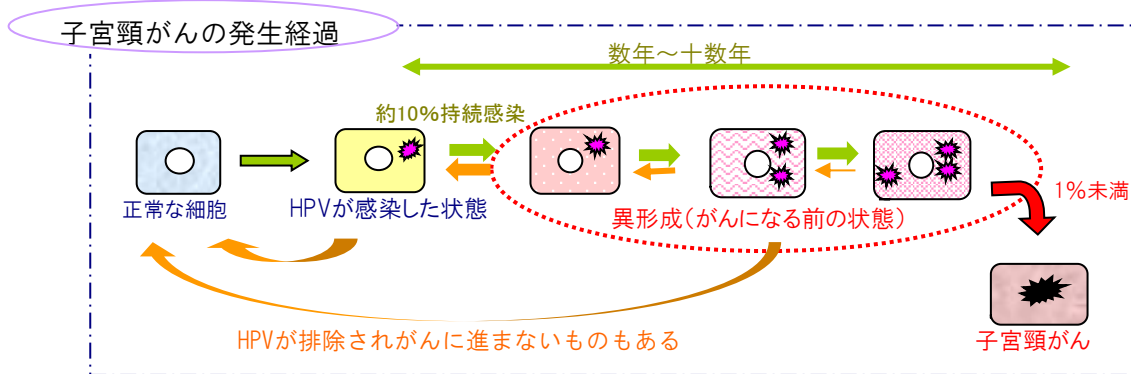 子宮頸がんの発生経過
数年～十数年
約10%持続感染
正常な細胞
HPVが感染した状態
異形成(がんになる前の状態)
1%未満
HPVが排除されがんに進まないものもある
子宮頸がん